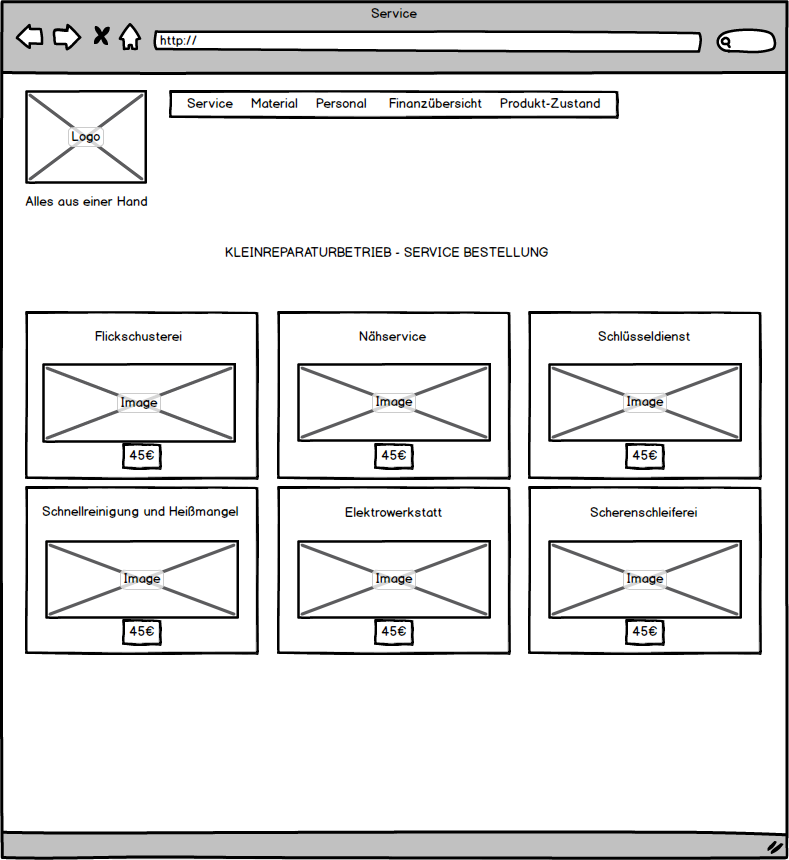 Service
http://
Service Material Personal Finanzübersicht Produkt-Zustand
Logo
Alles aus einer Hand
KLEINREPARATURBETRIEB - SERVICE BESTELLUNG
Flickschusterei
Image
45€
Nähservice
Image
45€
Schlüsseldienst
Image
45€
Schnellreinigung und Heißmangel
Image
45€
Elektrowerkstatt
Image
45€
Scherenschleiferei
Image
45€